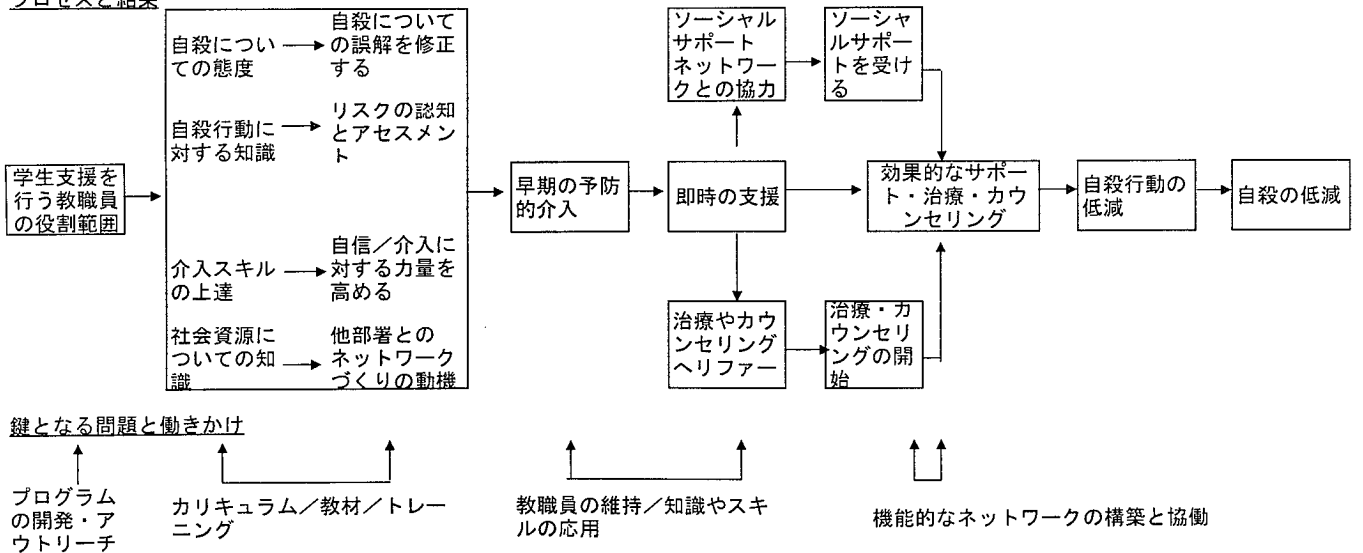 プロセスと結果
学生支援を
行う教職員
の役割範囲
自殺につい
ての態度
自殺について
の誤解を修正
する
自殺行動に
対する知識
リスクの認知
とアセスメン
ト
介入スキル
の上達
自信／介入に
対する力量を
高める
社会資源に
ついての知
識
他部署との
ネットワーク
づくりの動機
早期の予防
的介入
即時の支援
ソーシャル
サポート
ネットワー
クとの協力
ソーシャ
ルサポー
トを受け
る
治療やカウ
ンセリング
へリファー
治療・カ
ウンセリ
ングの開
始
効果的なサポー
ト・治療・カウ
ンセリング
自殺行動の
低減
自殺の低減
鍵となる問題と働きかけ
プログラム
の開発・ア
ウトリーチ
カリキュラム／教材／トレー
ニング
教職員の維持／知識やスキ
ルの応用
機能的なネットワークの構築と協働